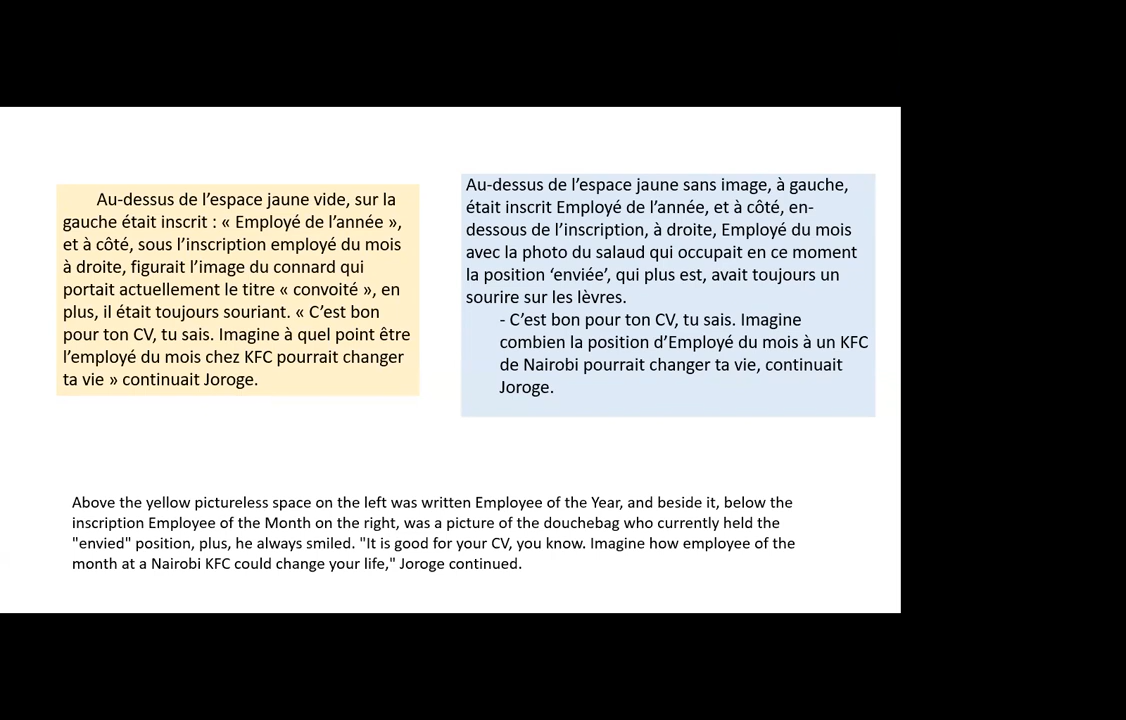 Au-dessus de l’espace jaune vide, sur la
gauche était inscrit : « Employé de l’année »,
et à côté, sous l’inscription employé du mois
à droite, figurait l’image du connard qui
portait actuellement le titre « convoité », en
plus, il était toujours souriant. « C’est bon
pour ton CV, tu sais. Imagine à quel point être
l’employé du mois chez KFC pourrait changer
ta vie » continuait Joroge.
Au-dessus de l’espace jaune sans image, à gauche,
était inscrit Employé de l’année, et à côté, en-
dessous de l’inscription, à droite, Employé du mois
avec la photo du salaud qui occupait en ce moment
la position ‘enviée’, qui plus est, avait toujours un
sourire sur les lèvres.
- C’est bon pour ton CV, tu sais. Imagine
combien la position d’Employé du mois à un KFC
de Nairobi pourrait changer ta vie, continuait
Joroge.
Above the yellow pictureless space on the left was written Employee of the Year, and beside it, below the
inscription Employee of the Month on the right, was a picture of the douchebag who currently held the
"envied" position, plus, he always smiled. "It is good for your CV, you know. Imagine how employee of the
month at a Nairobi KFC could change your life," Joroge continued.